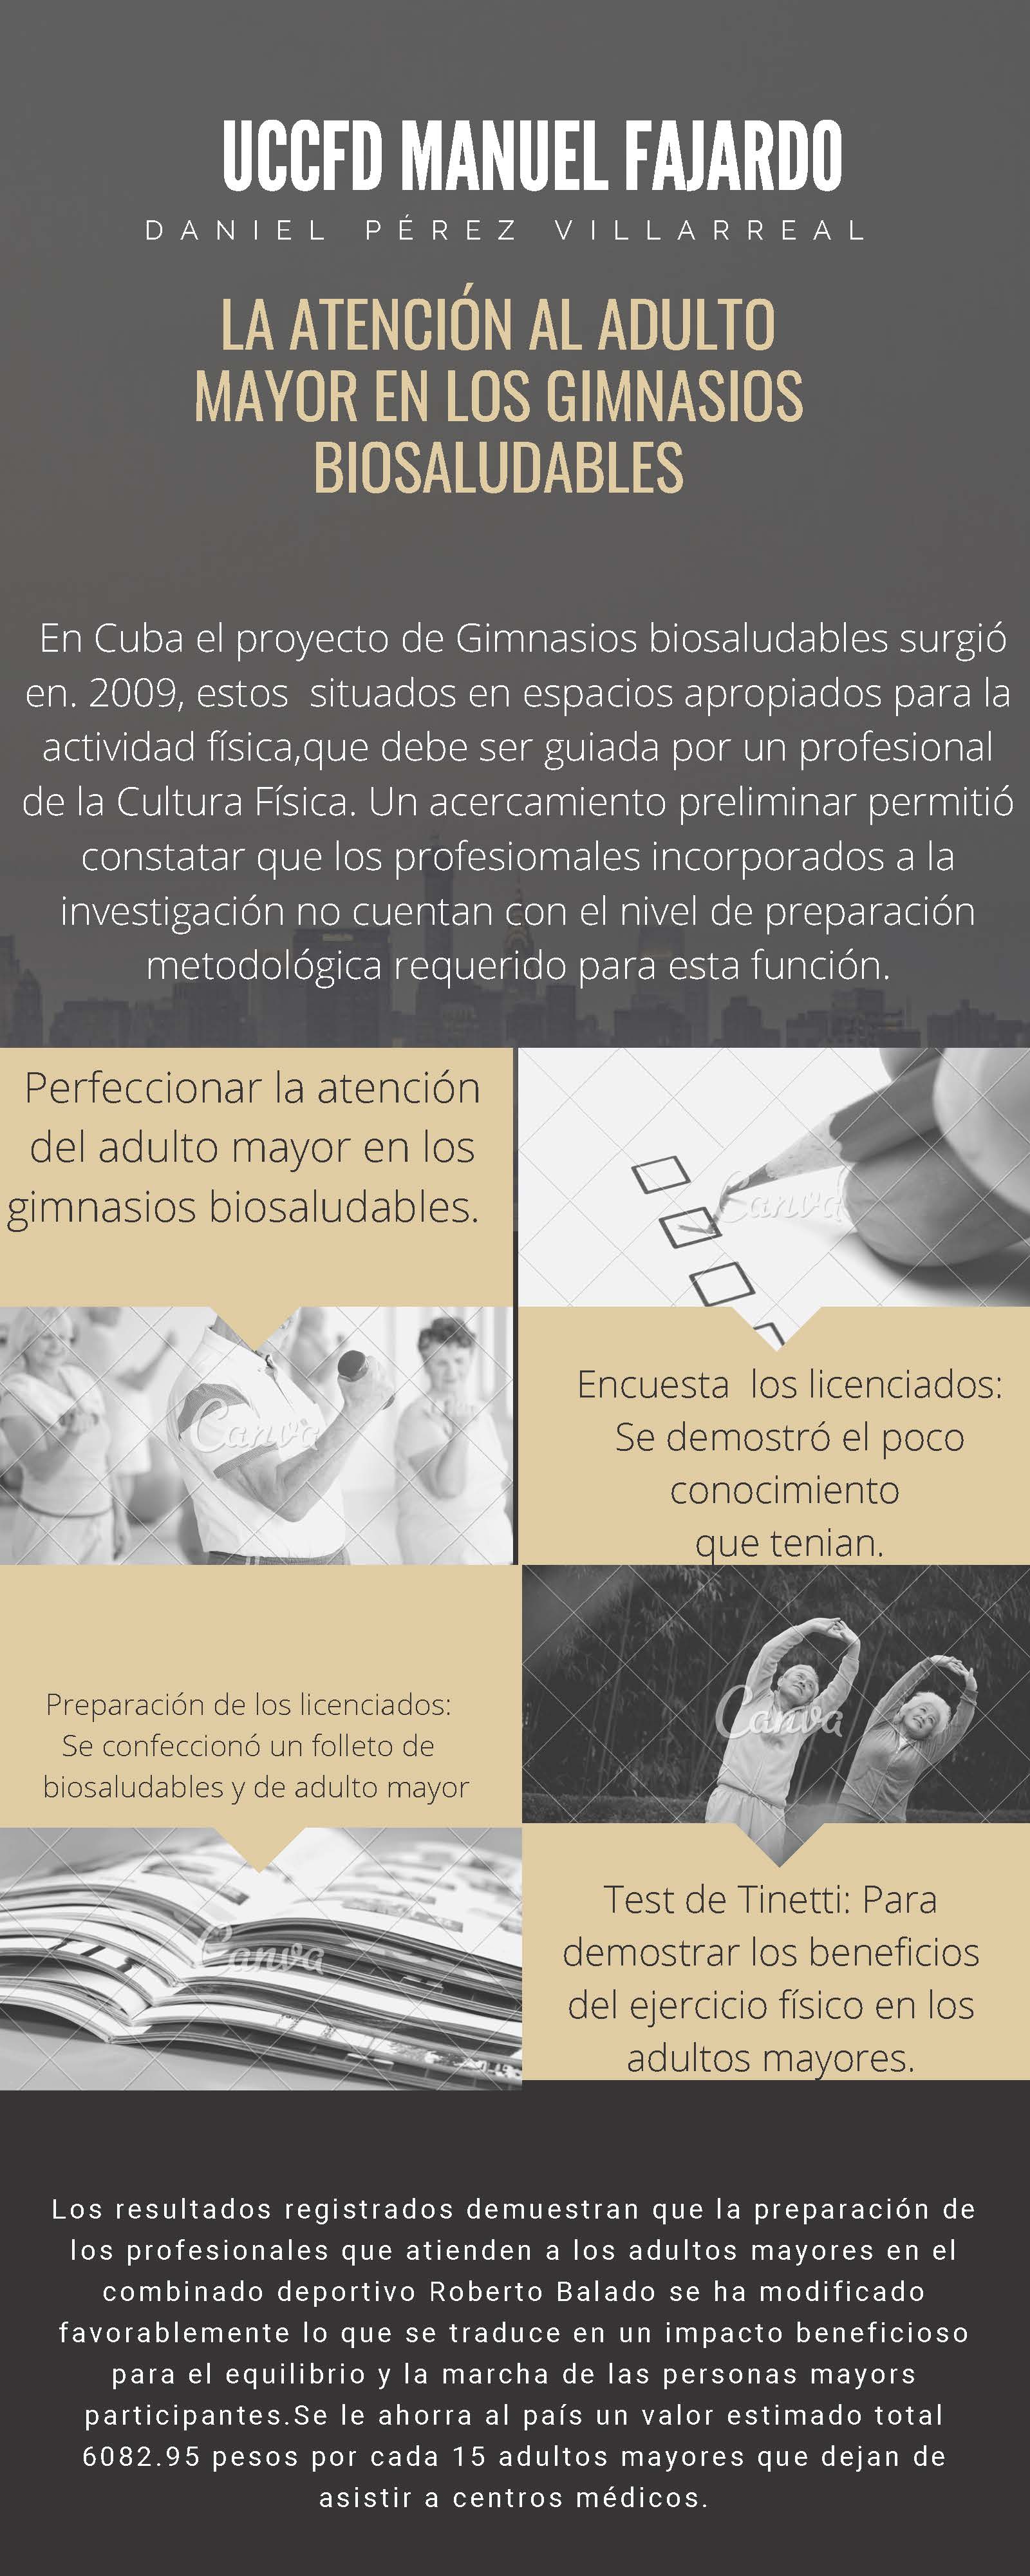 UCCFD MANUEL FAJARDO
DANIEL PÉREZ VILLARREAL
LA ATENCIÓN AL ADULTO
MAYOR EN LOS GIMNASIOS
BIOSALUDABLES
En Cuba el proyecto de Gimnasios biosaludables surgió
en. 2009, estos situados en espacios apropiados para la
actividad física,que debe ser guiada por un profesional
de la Cultura Física. Un acercamiento preliminar permitió
constatar que los profesiomales incorporados a la
investigación no cuentan con el nivel de preparación
metodológica requerido para esta función.
Perfeccionar la atención
del adulto mayor en los
gimnasios biosaludables.
Canva
Canva
Encuesta los licenciados:
Se demostró el poco
conocimiento
que tenian.
Preparación de los licenciados:
Se confeccionó un folleto de
biosaludables y de adulto mayor
Canva
Canva
Test de Tinetti: Para
demostrar los beneficios
del ejercicio físico en los
adultos mayores.
Los resultados registrados demuestran que la preparación de
los profesionales que atienden a los adultos mayores en el
combinado deportivo Roberto Balado se ha modificado
favorablemente lo que se traduce en un impacto beneficioso
para el equilibrio y la marcha de las personas mayors
participantes.Se le ahorra al país un valor estimado total
6082.95 pesos por cada 15 adultos mayores que dejan de
asistir a centros médicos.